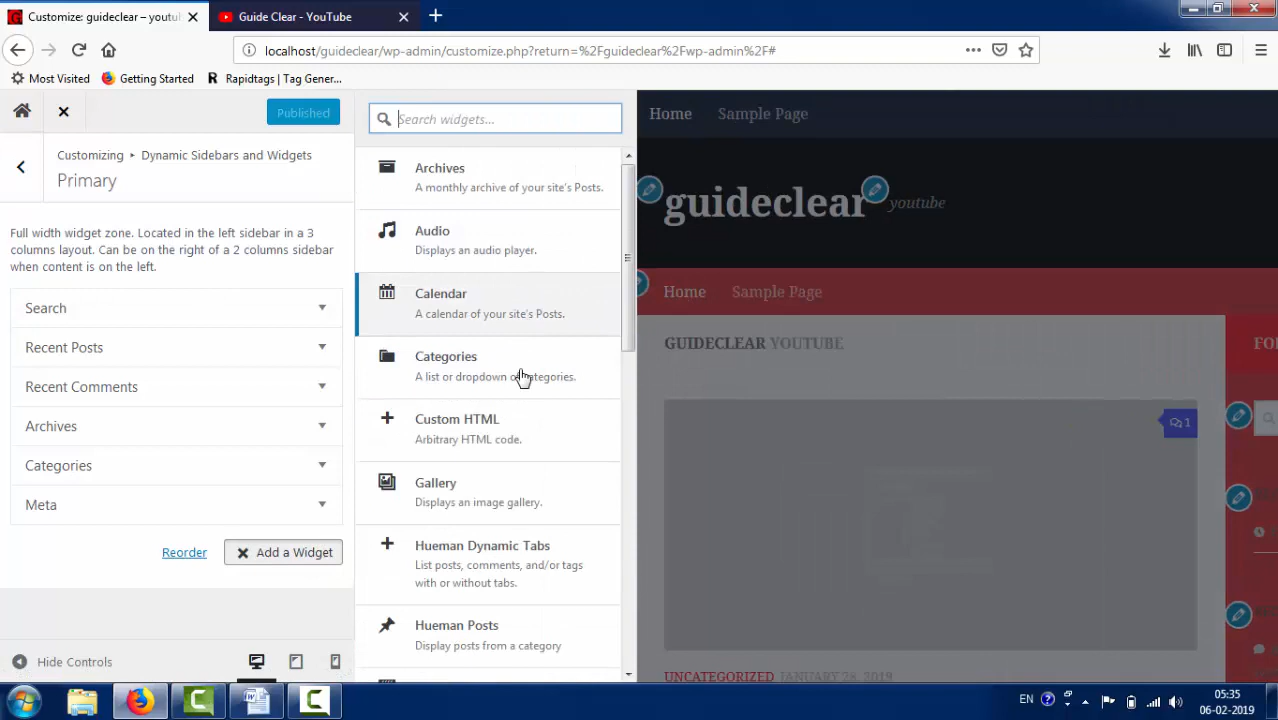 Customize: guideclear – youtu
Guide Clear - YouTube
localhost/guideclear/wp-admin/customize.php?return=%2Fguideclear%2Fwp-admin%2F#
Most Visited
Getting Started
Rapidtags | Tag Gener...
Published
Customizing ▸ Dynamic Sidebars and Widgets
Primary
Full width widget zone. Located in the left sidebar in a 3
columns layout. Can be on the right of a 2 columns sidebar
when content is on the left.
Search
Recent Posts
Recent Comments
Archives
Categories
Meta
Reorder
Add a Widget
Hide Controls
Search widgets...
Archives
A monthly archive of your site's Posts.
Audio
Displays an audio player.
Calendar
A calendar of your site's Posts.
Categories
A list or dropdown of categories.
Custom HTML
Arbitrary HTML code.
Gallery
Displays an image gallery.
Hueman Dynamic Tabs
List posts, comments, and/or tags
with or without tabs.
Hueman Posts
Display posts from a category
Home
Sample Page
guideclear
youtube
Home
Sample Page
GUIDECLEAR YOUTUBE
FO
1
UNCATEGORIZED JANUARY 28, 2019
EN
05:35
06-02-2019